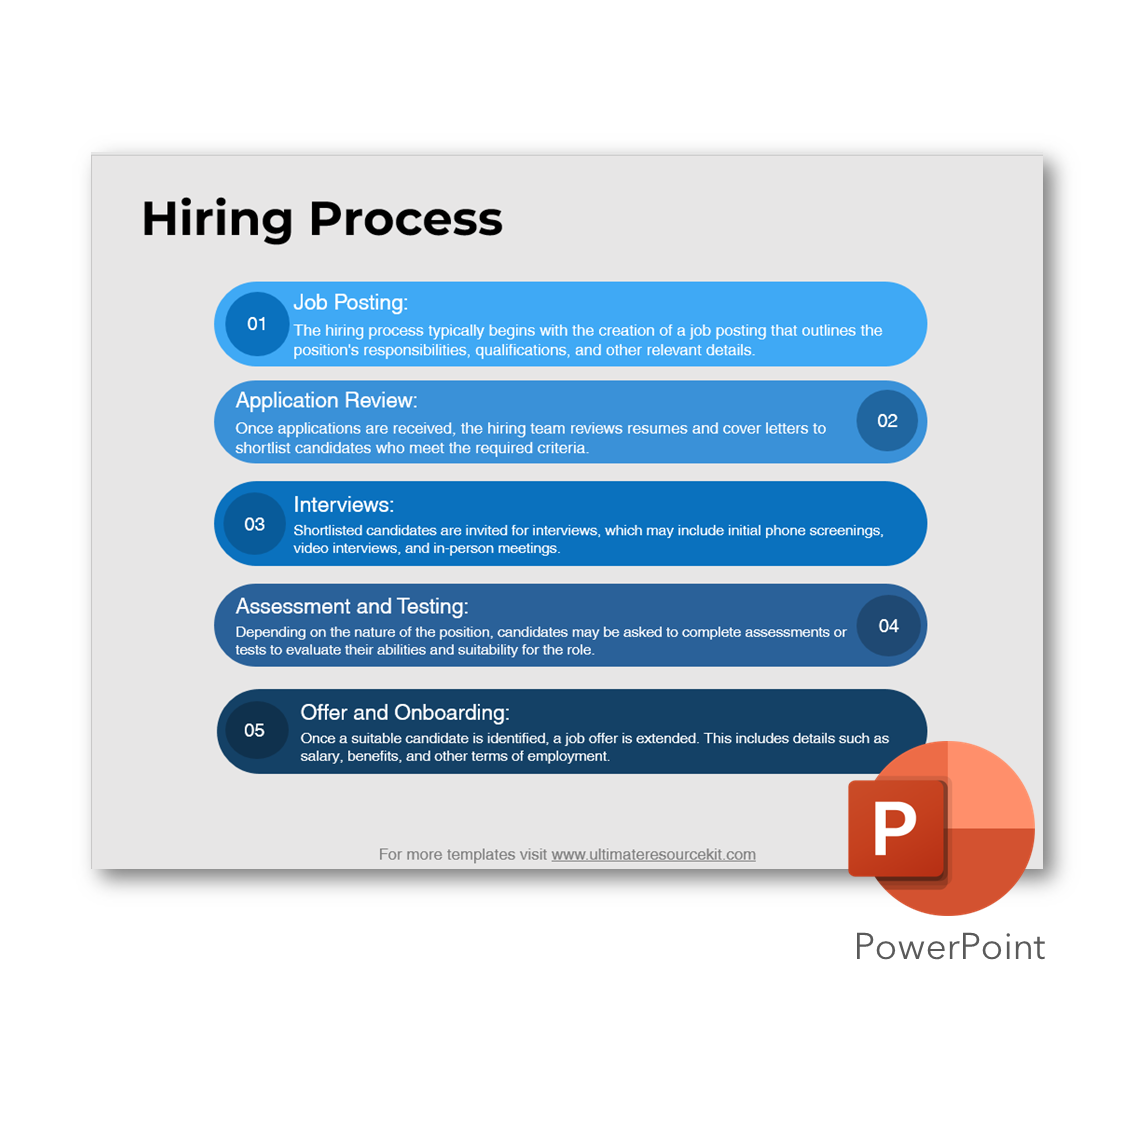 Hiring Process
01
Job Posting:
The hiring process typically begins with the creation of a job posting that outlines the
position's responsibilities, qualifications, and other relevant details.
Application Review:
Once applications are received, the hiring team reviews resumes and cover letters to
shortlist candidates who meet the required criteria.
02
03
Interviews:
Shortlisted candidates are invited for interviews, which may include initial phone screenings,
video interviews, and in-person meetings.
Assessment and Testing:
Depending on the nature of the position, candidates may be asked to complete assessments or
tests to evaluate their abilities and suitability for the role.
04
05
Offer and Onboarding:
Once a suitable candidate is identified, a job offer is extended. This includes details such as
salary, benefits, and other terms of employment.
For more templates visit www.ultimateresourcekit.com
P
PowerPoint